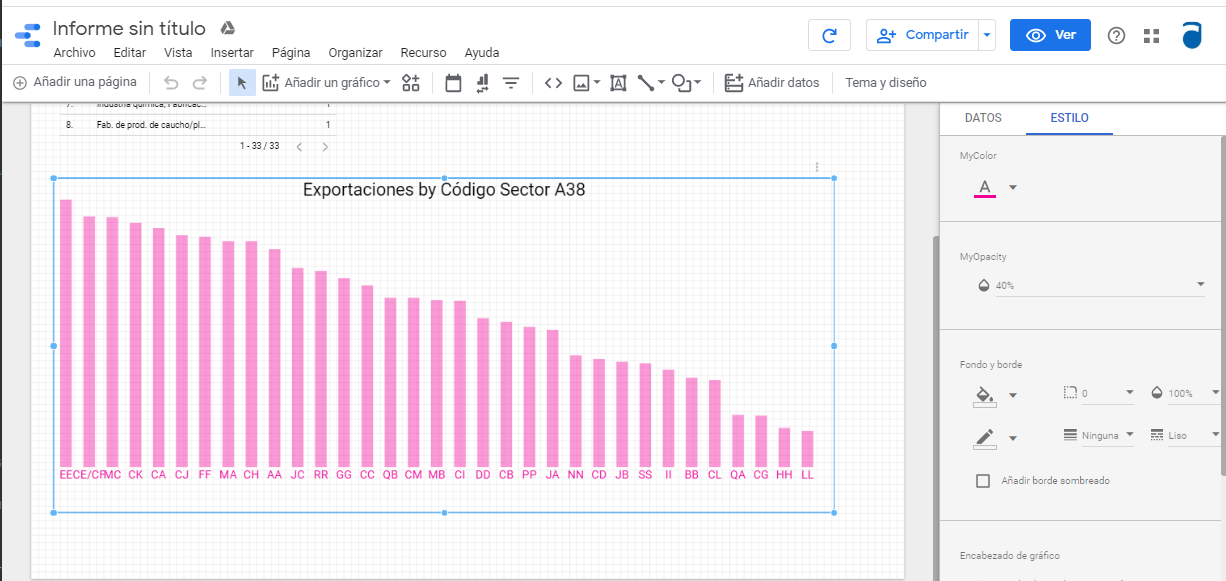 Informe sin título
Archivo Editar Vista Insertar Página Organizar Recurso Ayuda
Compartir
Ver
Añadir una página
Añadir un gráfico
Añadir datos
Tema y diseño
7. Industria química; Fabricac... 1
8. Fab. de prod. de caucho/pl... 1
1 - 33 / 33
Exportaciones by Código Sector A38
EE CE/CF MC CK CA CJ FF MA CH AA JC RR GG CC QB CM MB CI DD CB PP JA NN CD JB SS II BB CL QA CG HH LL
DATOS ESTILO
MyColor
A
MyOpacity
40%
Fondo y borde
0 100%
Ninguna Liso
Añadir borde sombreado
Encabezado de gráfico